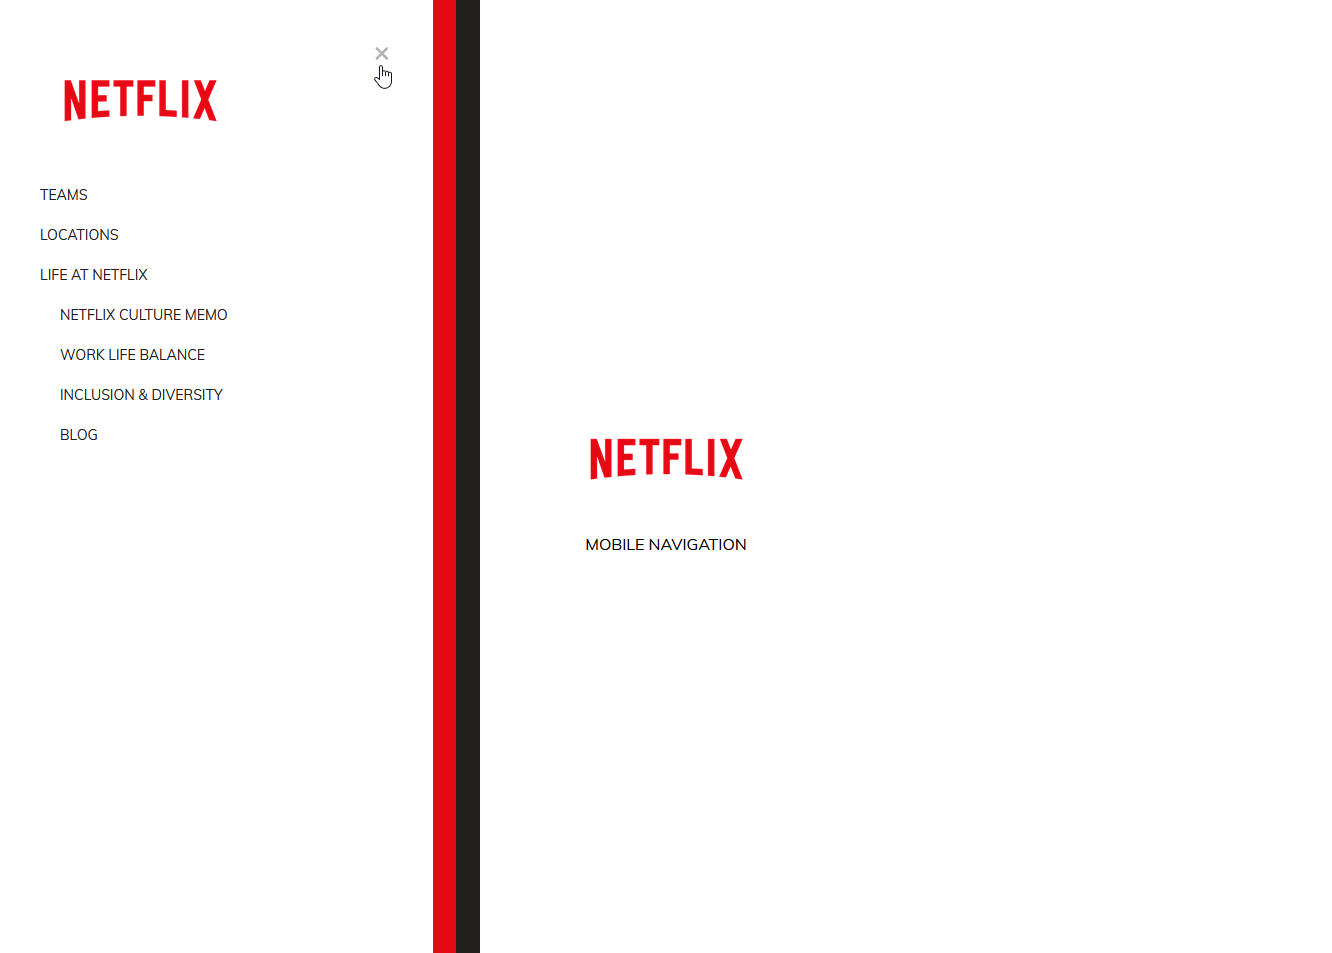 NETFLIX
TEAMS
LOCATIONS
LIFE AT NETFLIX
NETFLIX CULTURE MEMO
WORK LIFE BALANCE
INCLUSION & DIVERSITY
BLOG
NETFLIX
MOBILE NAVIGATION